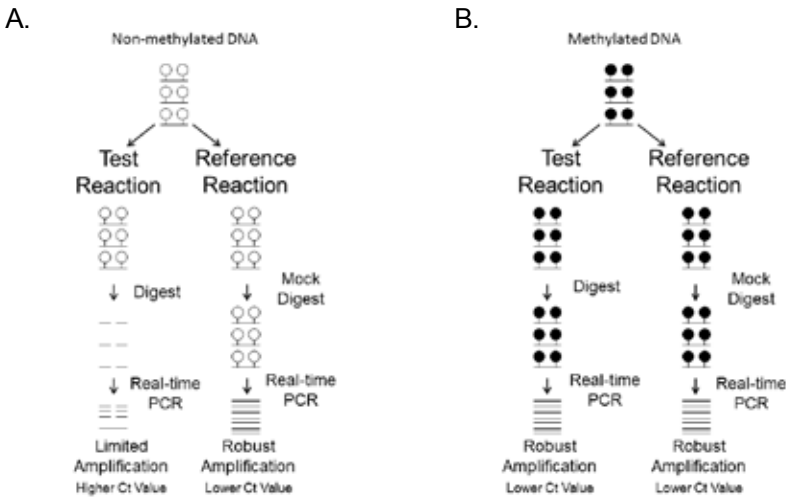 A.
Non-methylated DNA
Test
Reaction
Reference
Reaction
Digest
Mock
Digest
Real-time
PCR
Real-time
PCR
Limited
Amplification
Higher Ct Value
Robust
Amplification
Lower Ct Value
B.
Methylated DNA
Test
Reaction
Reference
Reaction
Digest
Mock
Digest
Real-time
PCR
Real-time
PCR
Robust
Amplification
Lower Ct Value
Robust
Amplification
Lower Ct Value